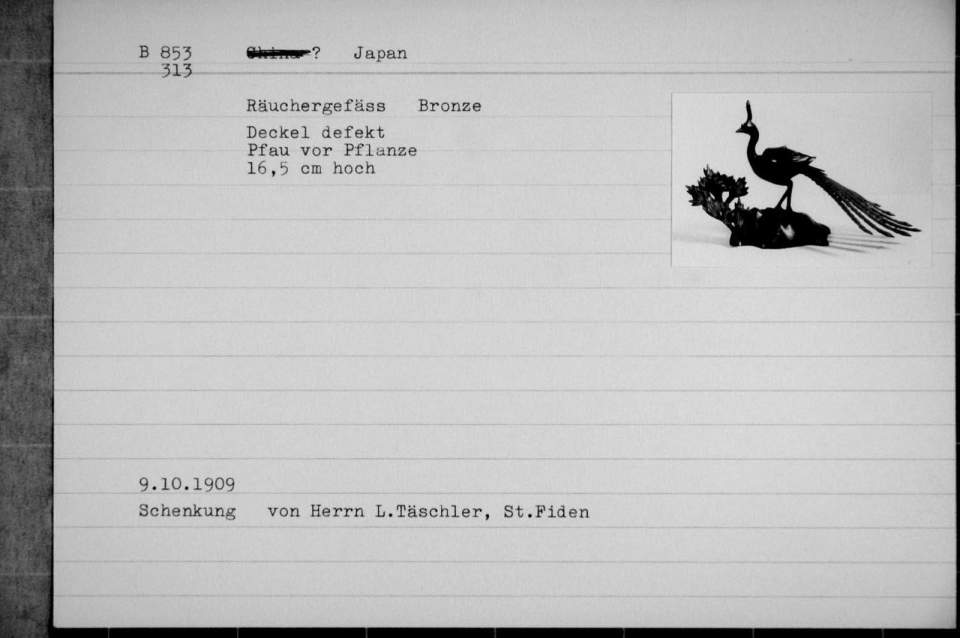 B 853 China ? Japan
313
Räuchergefäss Bronze
Deckel defekt
Pfau vor Pflanze
16,5 cm hoch
9.10.1909
Schenkung von Herrn L.Täschler, St.Fiden